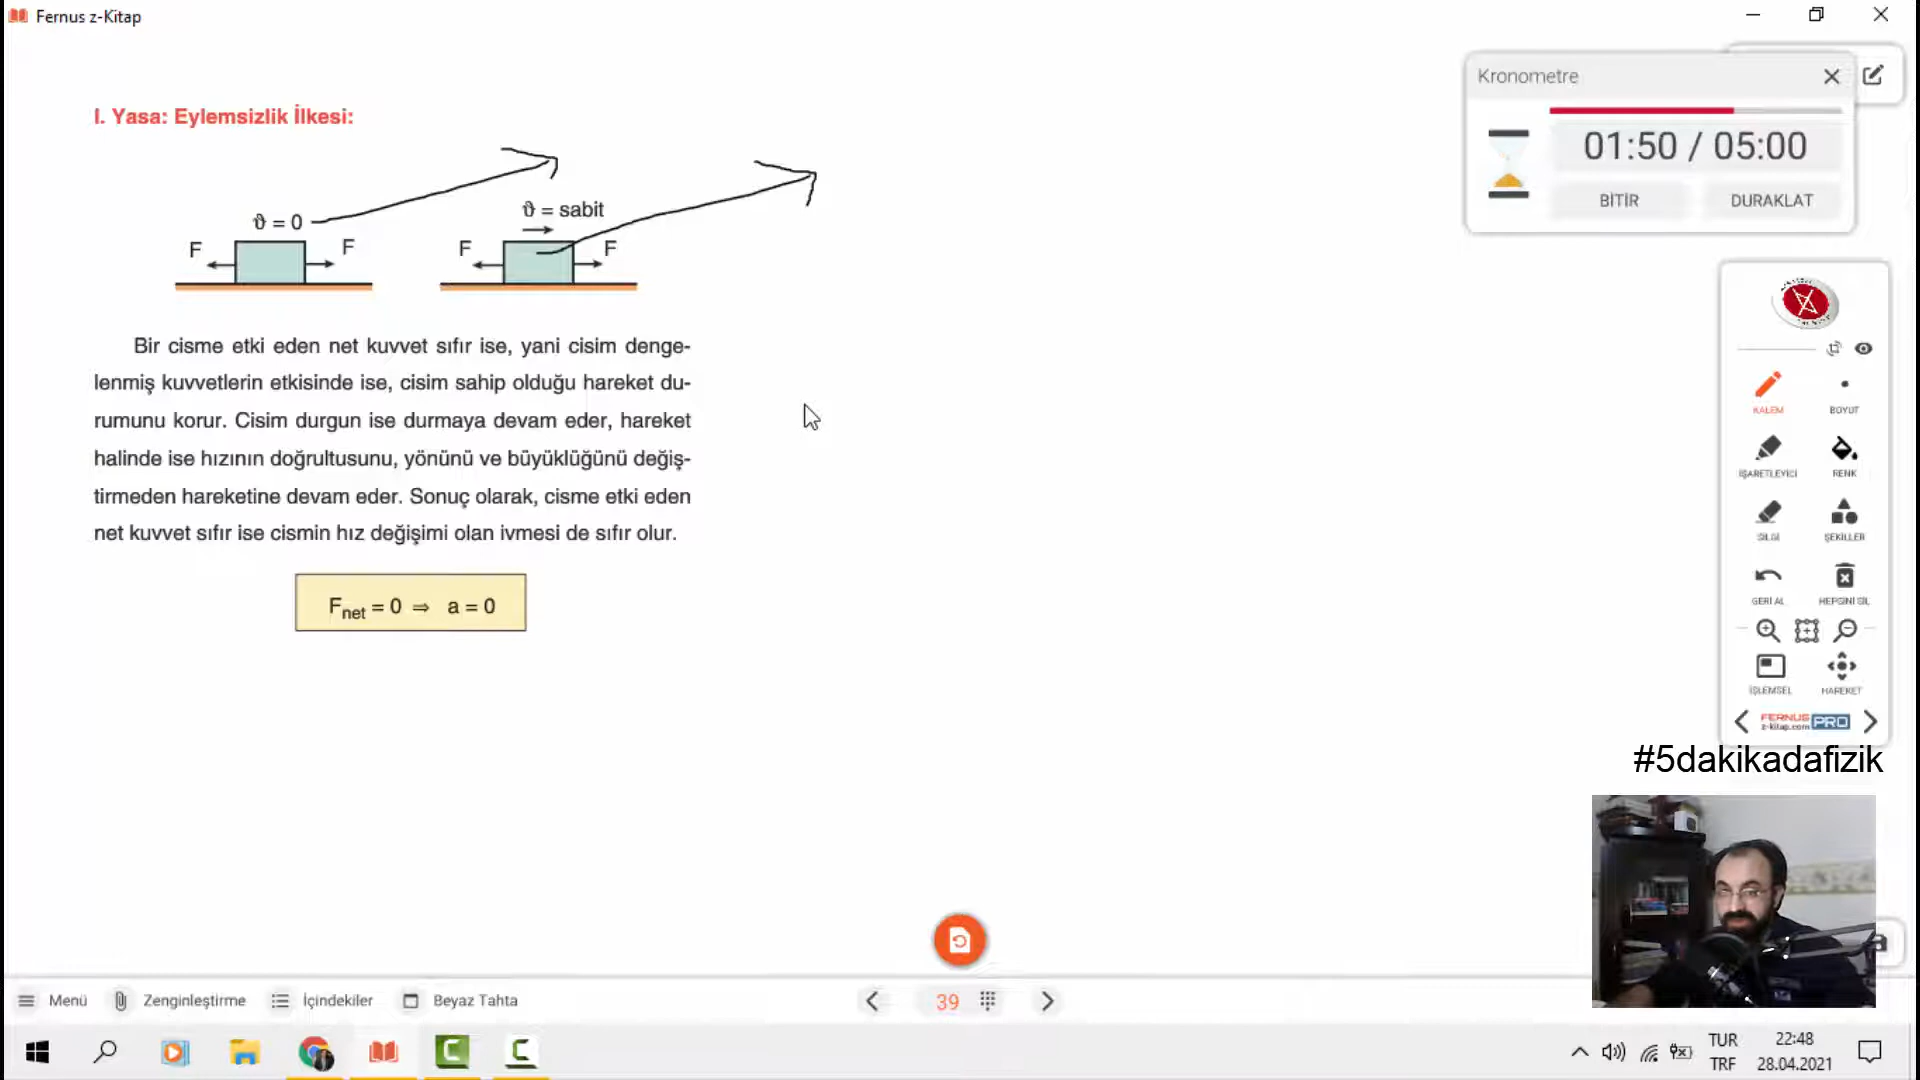 Fernus z-Kitap
Kronometre
01:50 / 05:00
BİTİR
DURAKLAT
I. Yasa: Eylemsizlik İlkesi:
ϑ = 0
F
F
ϑ = sabit
F
F
Bir cisme etki eden net kuvvet sıfır ise, yani cisim denge-
lenmiş kuvvetlerin etkisinde ise, cisim sahip olduğu hareket du-
rumunu korur. Cisim durgun ise durmaya devam eder, hareket
halinde ise hızının doğrultusunu, yönünü ve büyüklüğünü değiş-
tirmeden hareketine devam eder. Sonuç olarak, cisme etki eden
net kuvvet sıfır ise cismin hız değişimi olan ivmesi de sıfır olur.
Fnet = 0 ⇒ a = 0
KALEM
BOYUT
İŞARETLEYİCİ
RENK
SİLGİ
ŞEKİLLER
GERİ AL
HEPSİNİ SİL
İŞLEMSEL
HAREKET
FERNUS
z-kitap.com
PRO
#5dakikadafizik
Menü
Zenginleştirme
İçindekiler
Beyaz Tahta
39
TUR
TRF
22:48
28.04.2021